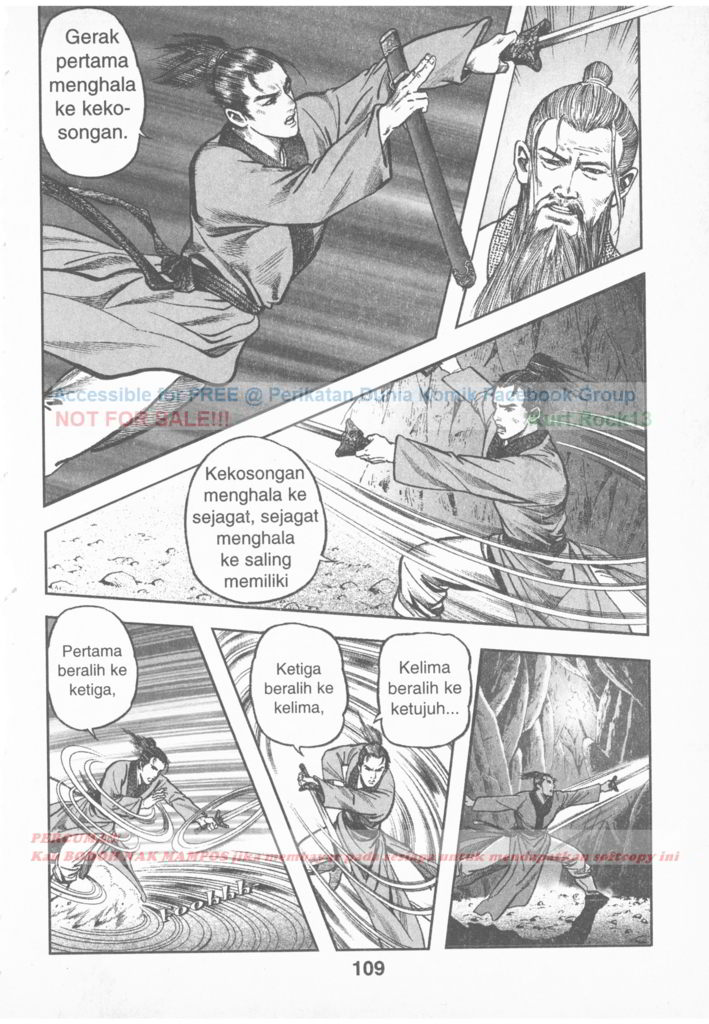 Gerak
pertama
menghala
ke keko-
songan.
Accessible for FREE @ Perikatan Dunia Komik Facebook Group
NOT FOR SALE!!!
Kekosongan
menghala ke
sejagat, sejagat
menghala
ke saling
memiliki
Pertama
beralih ke
ketiga,
Ketiga
beralih ke
kelima,
Kelima
beralih ke
ketujuh...
PERCUMA!!
Kau BODOH NAK MAMPOS jika membayar pada sesiapa untuk mendapatkan softcopy ini
Foohhh
109